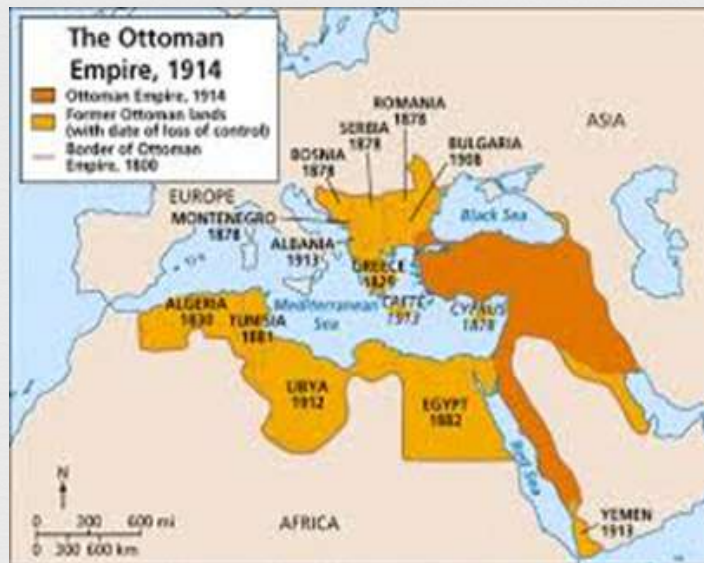 The Ottoman
Empire, 1914
Ottoman Empire, 1914
Former Ottoman lands
(with date of loss of control)
Border of Ottoman
Empire, 1800
ROMANIA
1878
SERBIA
1878
BOSNIA
1878
BULGARIA
1908
ASIA
EUROPE
MONTENEGRO
1878
Black Sea
ALBANIA
1913
GREECE
1829
CRETE
1913
CYPRUS
1878
Mediterranean
Sea
ALGERIA
1830
TUNISIA
1881
LIBYA
1912
EGYPT
1882
Red Sea
N
0 300 600 mi
0 300 600 km
AFRICA
YEMEN
1913